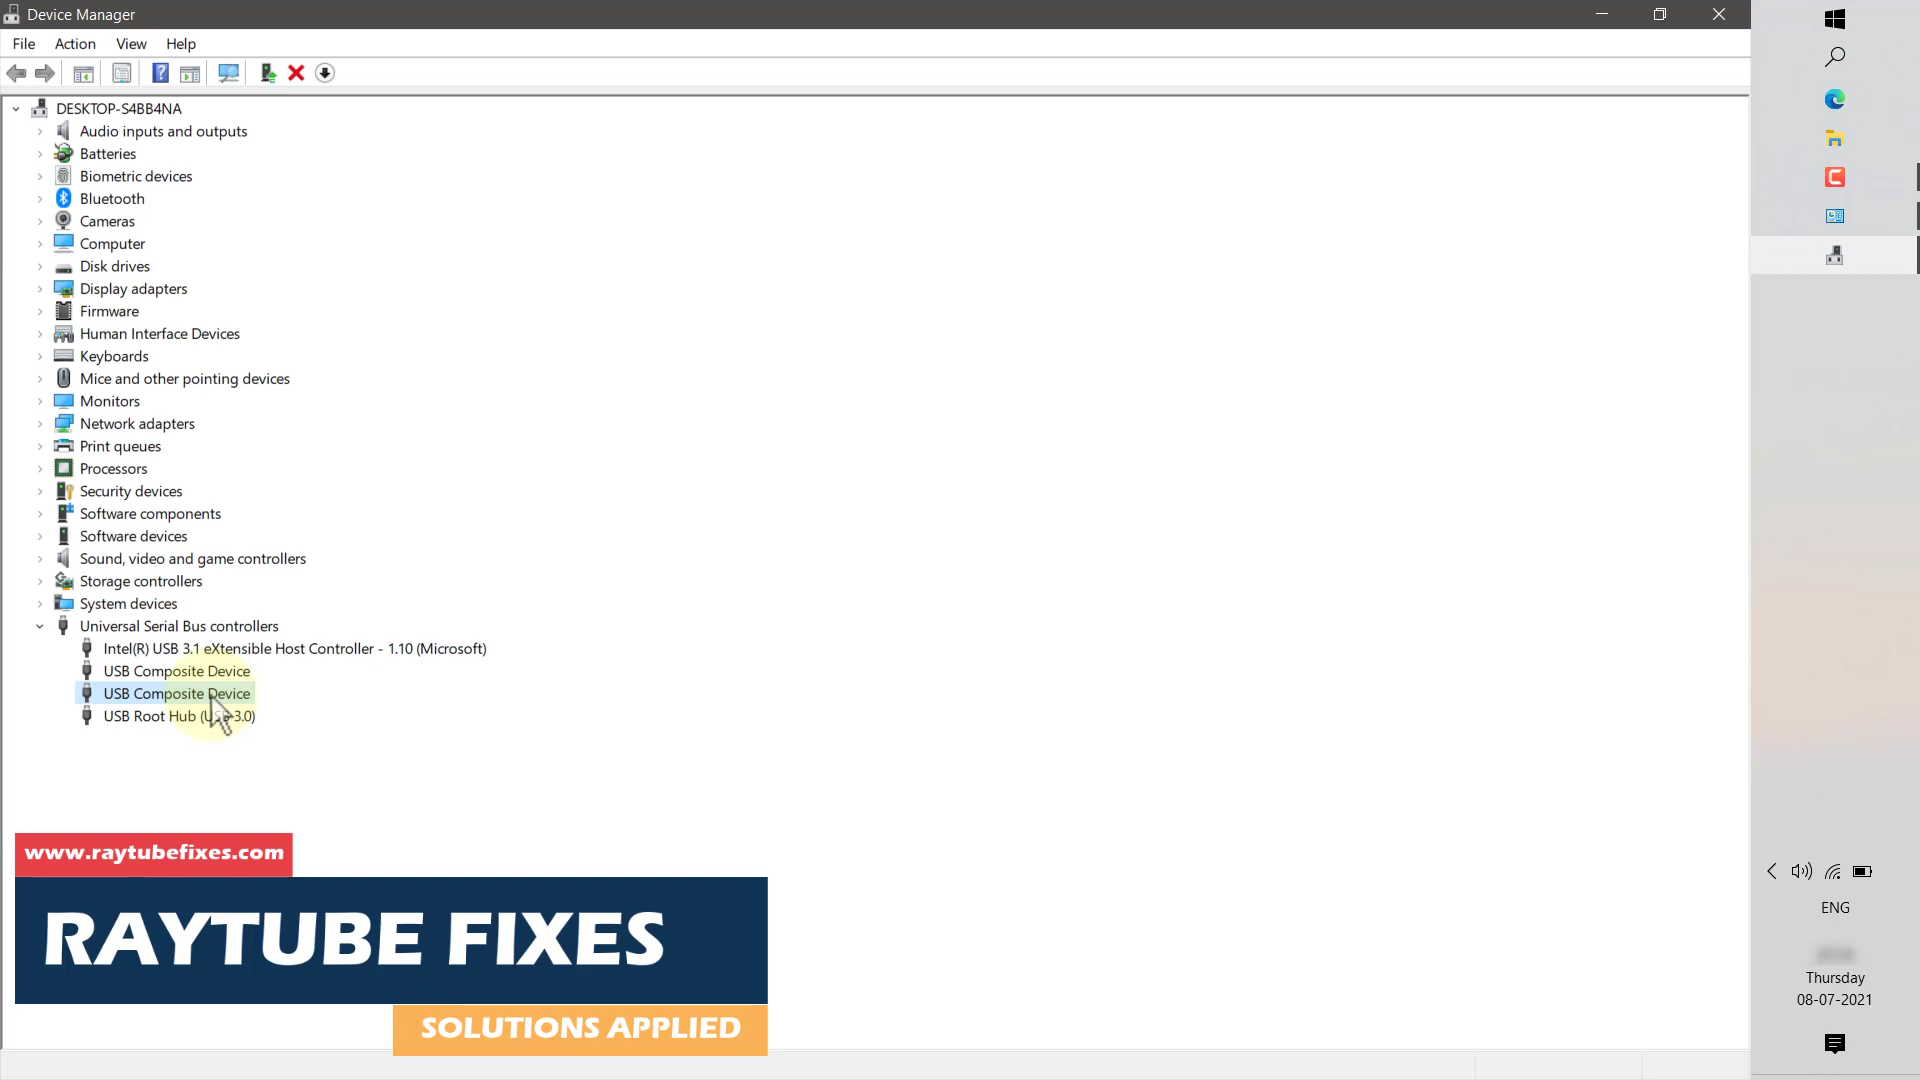 Device Manager
File Action View Help
DESKTOP-S4BB4NA
Audio inputs and outputs
Batteries
Biometric devices
Bluetooth
Cameras
Computer
Disk drives
Display adapters
Firmware
Human Interface Devices
Keyboards
Mice and other pointing devices
Monitors
Network adapters
Print queues
Processors
Security devices
Software components
Software devices
Sound, video and game controllers
Storage controllers
System devices
Universal Serial Bus controllers
Intel(R) USB 3.1 eXtensible Host Controller - 1.10 (Microsoft)
USB Composite Device
USB Composite Device
USB Root Hub (USB 3.0)
www.raytubefixes.com
RAYTUBE FIXES
SOLUTIONS APPLIED
ENG
Thursday
08-07-2021